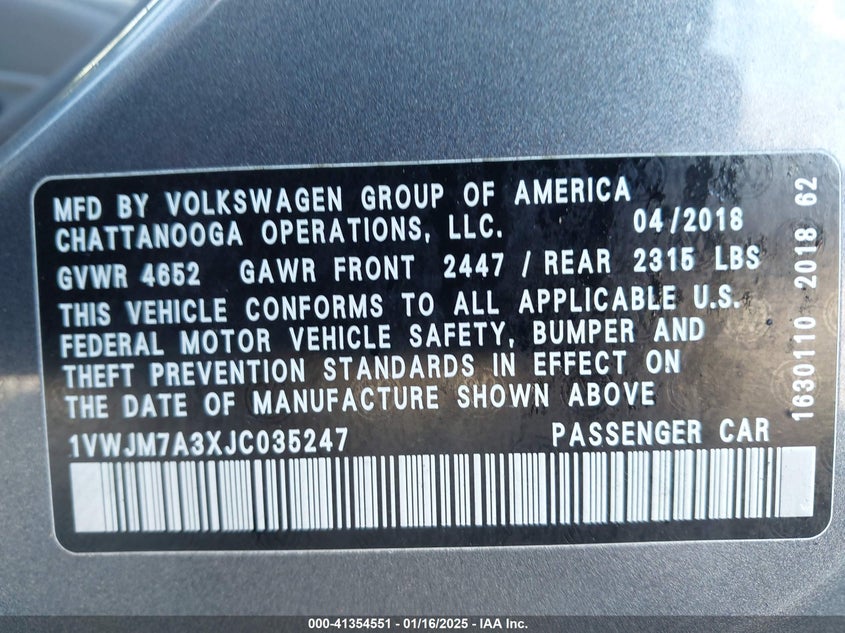 MFD BY VOLKSWAGEN GROUP OF AMERICA
CHATTANOOGA OPERATIONS, LLC. 04/2018
GVWR 4652 GAWR FRONT 2447 / REAR 2315 LBS
THIS VEHICLE CONFORMS TO ALL APPLICABLE U.S.
FEDERAL MOTOR VEHICLE SAFETY, BUMPER AND
THEFT PREVENTION STANDARDS IN EFFECT ON
THE DATE OF MANUFACTURE SHOWN ABOVE
1VWJM7A3XJC035247 PASSENGER CAR
1630110 2018 62
000-41354551 - 01/16/2025 - IAA Inc.